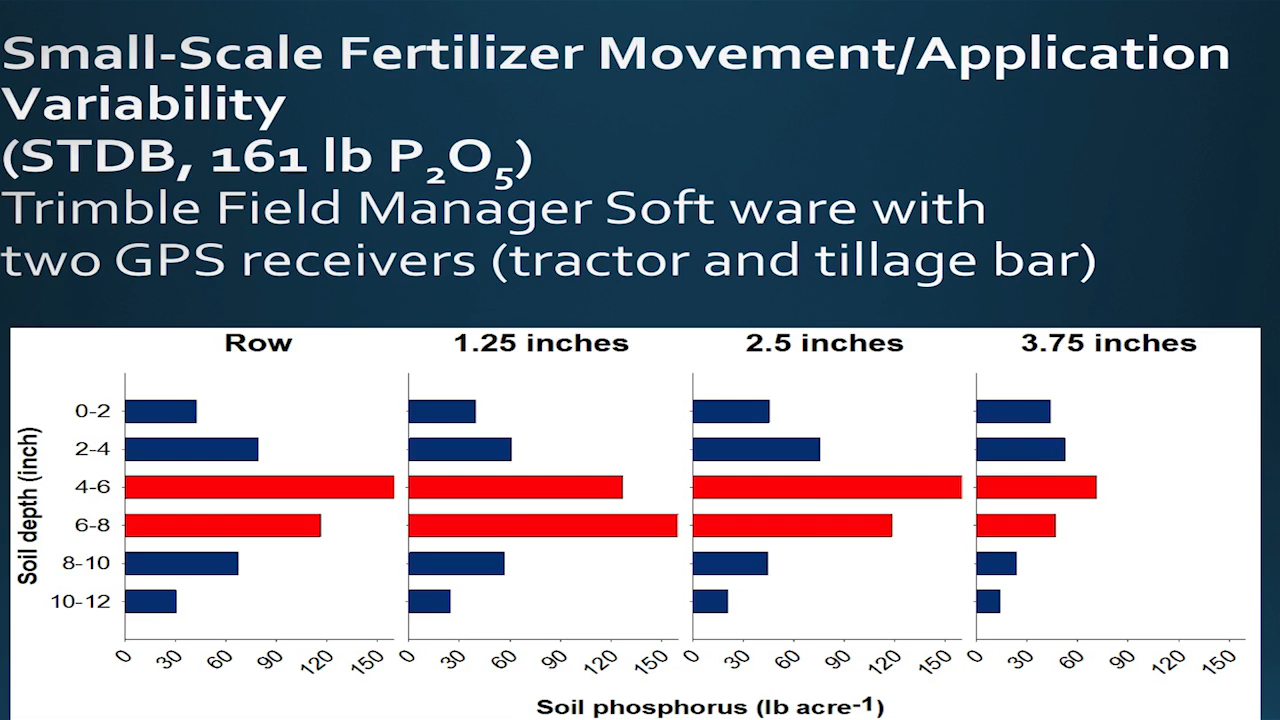 Small-Scale Fertilizer Movement/Application
Variability
(STDB, 161 lb P₂O₅)
Trimble Field Manager Soft ware with
two GPS receivers (tractor and tillage bar)
Row 1.25 inches 2.5 inches 3.75 inches
Soil depth (inch)
0-2
2-4
4-6
6-8
8-10
10-12
0 30 60 90 120 150 0 30 60 90 120 150 0 30 60 90 120 150 0 30 60 90 120 150
Soil phosphorus (lb acre⁻¹)